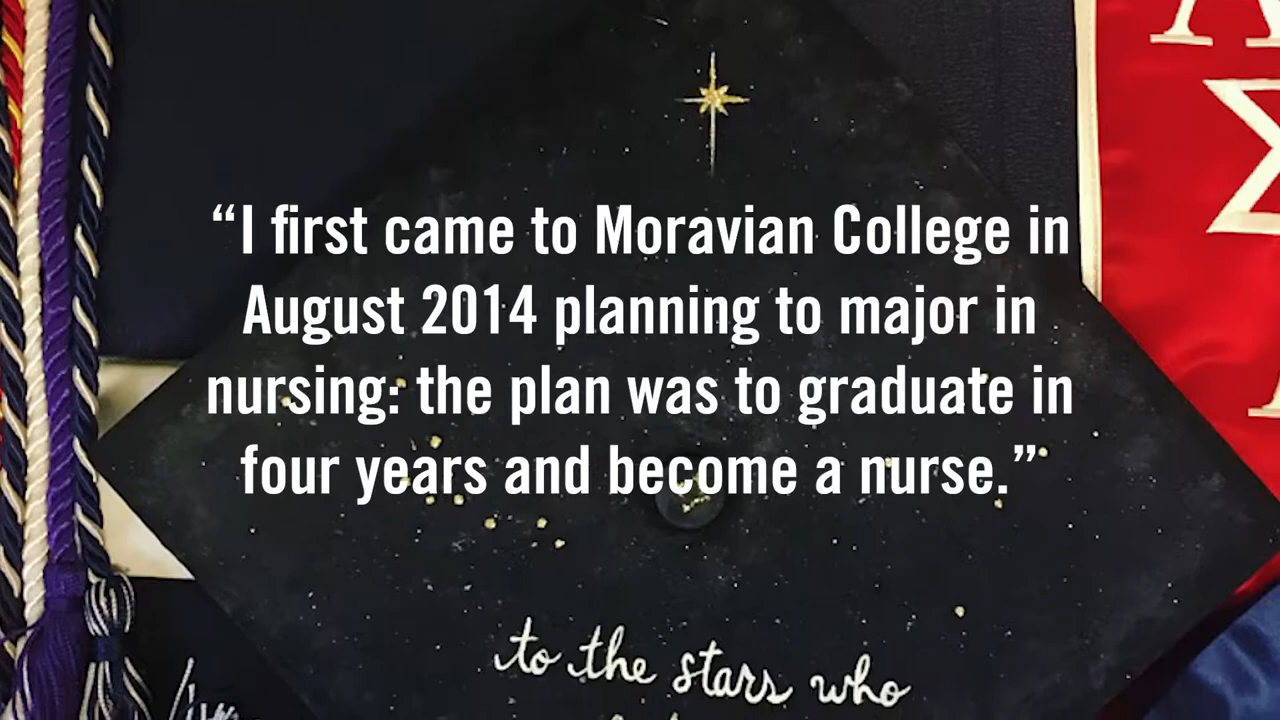 “I first came to Moravian College in
August 2014 planning to major in
nursing: the plan was to graduate in
four years and become a nurse.”
Σ
to the stars who